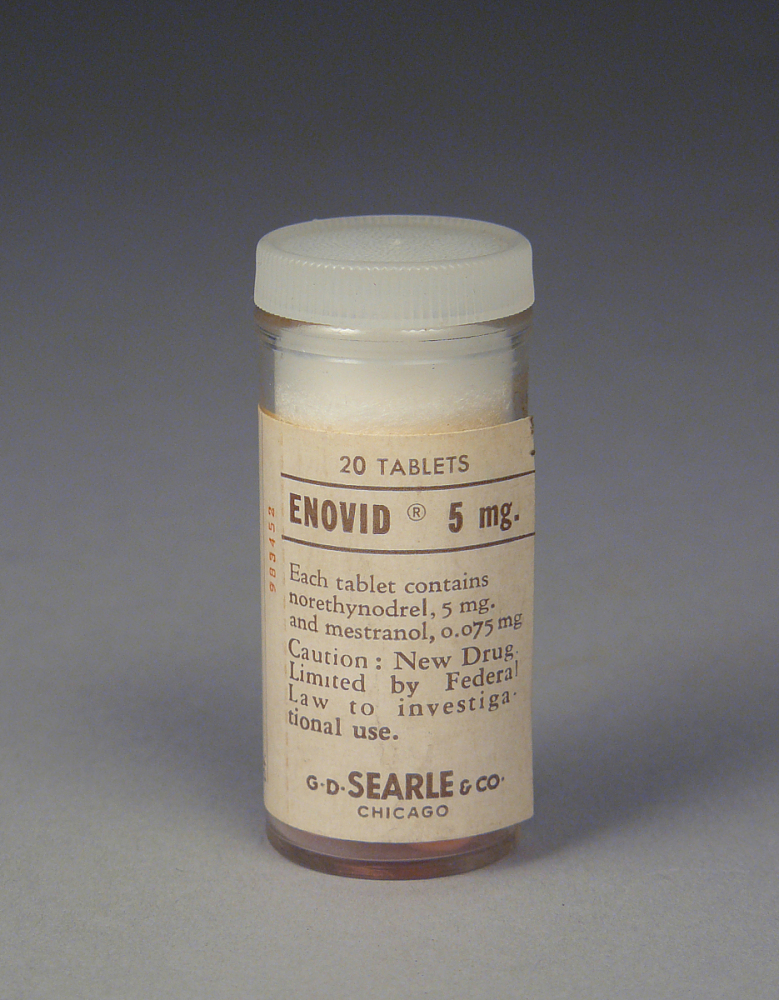 20 TABLETS
ENOVID ® 5 mg.
Each tablet contains
norethynodrel, 5 mg.
and mestranol, 0.075 mg
Caution : New Drug.
Limited by Federal
Law to investiga-
tional use.
G·D·SEARLE & CO·
CHICAGO
983452